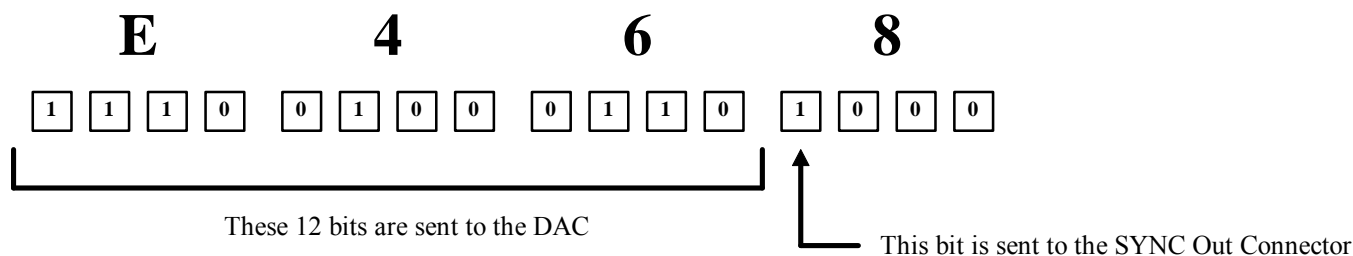 E 4 6 8
1 1 1 0 0 1 0 0 0 1 1 0 1 0 0 0
These 12 bits are sent to the DAC
This bit is sent to the SYNC Out Connector